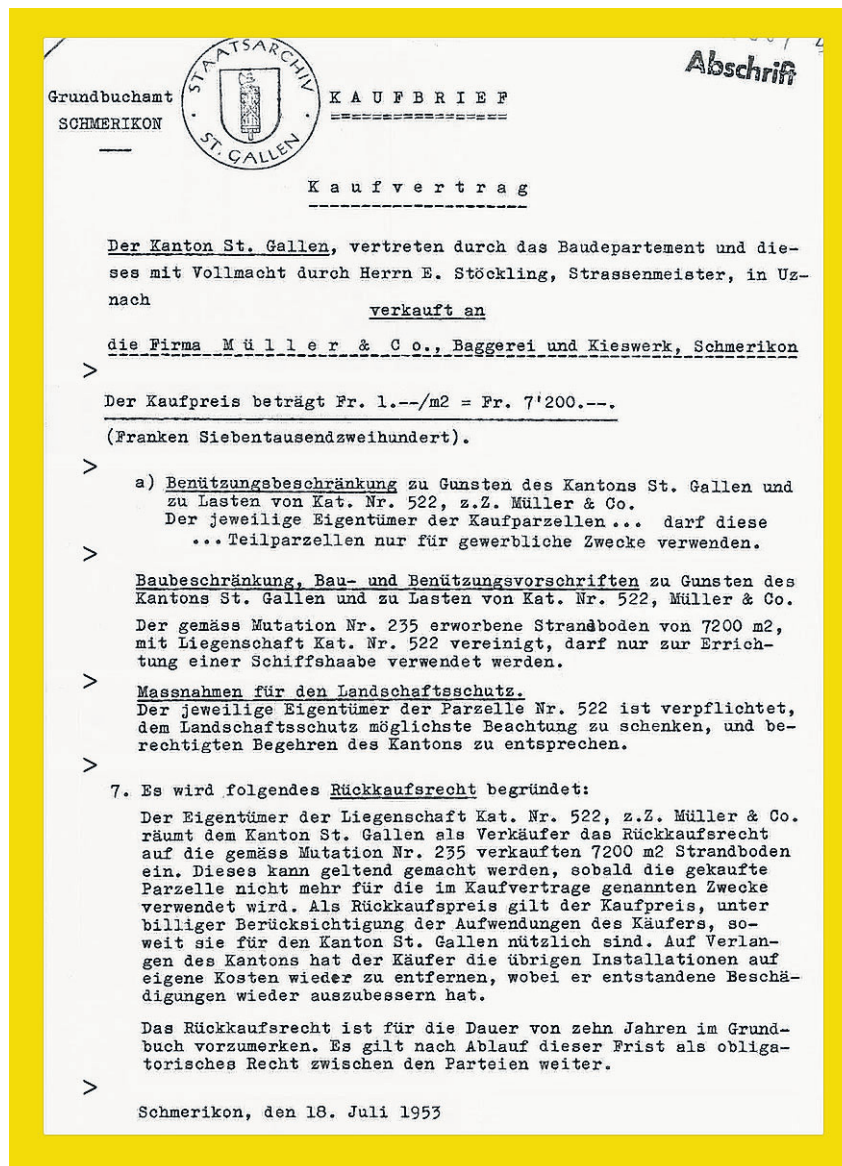 Abschrift
Grundbuchamt
SCHMERIKON
STAATSARCHIV
ST. GALLEN
KAUFBRIEF
Kaufvertrag
Der Kanton St. Gallen, vertreten durch das Baudepartement und die-
ses mit Vollmacht durch Herrn E. Stöckling, Strassenmeister, in Uz-
nach
verkauft an
die Firma Müller & Co., Baggerei und Kieswerk, Schmerikon
>
Der Kaufpreis beträgt Fr. 1.--/m2 = Fr. 7'200.--.
(Franken Siebentausendzweihundert).
>
a) Benützungsbeschränkung zu Gunsten des Kantons St. Gallen und
zu Lasten von Kat. Nr. 522, z.Z. Müller & Co.
Der jeweilige Eigentümer der Kaufparzellen ... darf diese
... Teilparzellen nur für gewerbliche Zwecke verwenden.
>
Baubeschränkung, Bau- und Benützungsvorschriften zu Gunsten des
Kantons St. Gallen und zu Lasten von Kat. Nr. 522, Müller & Co.
Der gemäss Mutation Nr. 235 erworbene Strandboden von 7200 m2,
mit Liegenschaft Kat. Nr. 522 vereinigt, darf nur zur Errich-
tung einer Schiffshaabe verwendet werden.
>
Massnahmen für den Landschaftsschutz.
Der jeweilige Eigentümer der Parzelle Nr. 522 ist verpflichtet,
dem Landschaftsschutz möglichste Beachtung zu schenken, und be-
rechtigten Begehren des Kantons zu entsprechen.
>
7. Es wird folgendes Rückkaufsrecht begründet:
Der Eigentümer der Liegenschaft Kat. Nr. 522, z.Z. Müller & Co.
räumt dem Kanton St. Gallen als Verkäufer das Rückkaufsrecht
auf die gemäss Mutation Nr. 235 verkauften 7200 m2 Strandboden
ein. Dieses kann geltend gemacht werden, sobald die gekaufte
Parzelle nicht mehr für die im Kaufvertrage genannten Zwecke
verwendet wird. Als Rückkaufspreis gilt der Kaufpreis, unter
billiger Berücksichtigung der Aufwendungen des Käufers, so-
weit sie für den Kanton St. Gallen nützlich sind. Auf Verlan-
gen des Kantons hat der Käufer die übrigen Installationen auf
eigene Kosten wieder zu entfernen, wobei er entstandene Beschä-
digungen wieder auszubessern hat.
Das Rückkaufsrecht ist für die Dauer von zehn Jahren im Grund-
buch vorzumerken. Es gilt nach Ablauf dieser Frist als obliga-
torisches Recht zwischen den Parteien weiter.
>
Schmerikon, den 18. Juli 1953